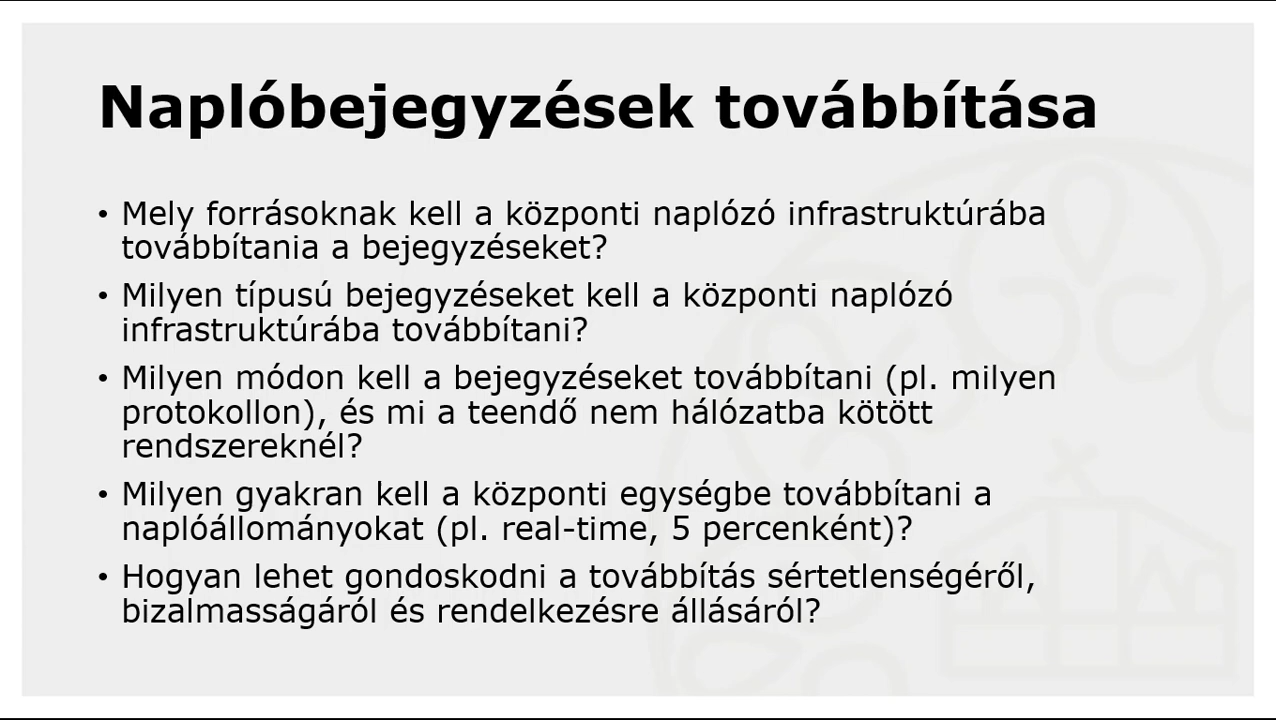 Naplóbejegyzések továbbítása
• Mely forrásoknak kell a központi naplózó infrastruktúrába
továbbítania a bejegyzéseket?
• Milyen típusú bejegyzéseket kell a központi naplózó
infrastruktúrába továbbítani?
• Milyen módon kell a bejegyzéseket továbbítani (pl. milyen
protokollon), és mi a teendő nem hálózatba kötött
rendszereknél?
• Milyen gyakran kell a központi egységbe továbbítani a
naplóállományokat (pl. real-time, 5 percenként)?
• Hogyan lehet gondoskodni a továbbítás sértetlenségéről,
bizalmasságáról és rendelkezésre állásáról?